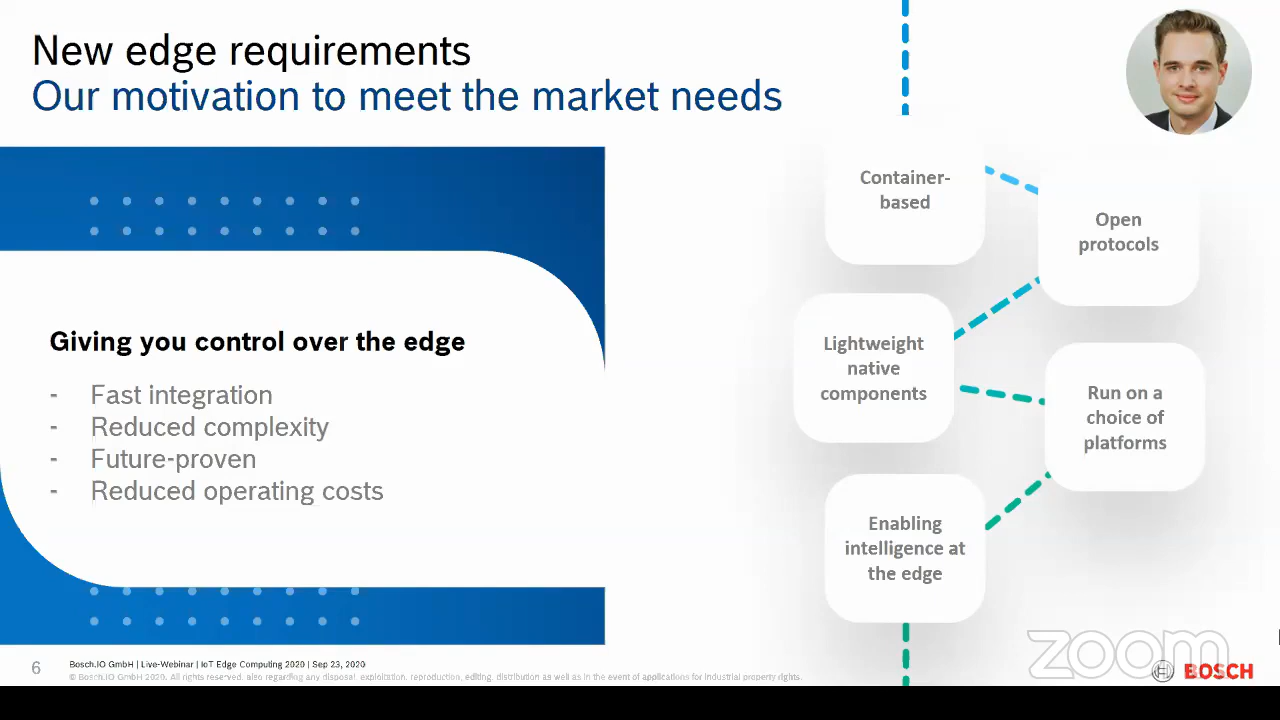 New edge requirements
Our motivation to meet the market needs
Giving you control over the edge
- Fast integration
- Reduced complexity
- Future-proven
- Reduced operating costs
Container-
based
Open
protocols
Lightweight
native
components
Run on a
choice of
platforms
Enabling
intelligence at
the edge
6
Bosch.IO GmbH | Live-Webinar | IoT Edge Computing 2020 | Sep 23, 2020
© Bosch.IO GmbH 2020. All rights reserved, also regarding any disposal, exploitation, reproduction, editing, distribution as well as in the event of applications for industrial property rights.
zoom
BOSCH